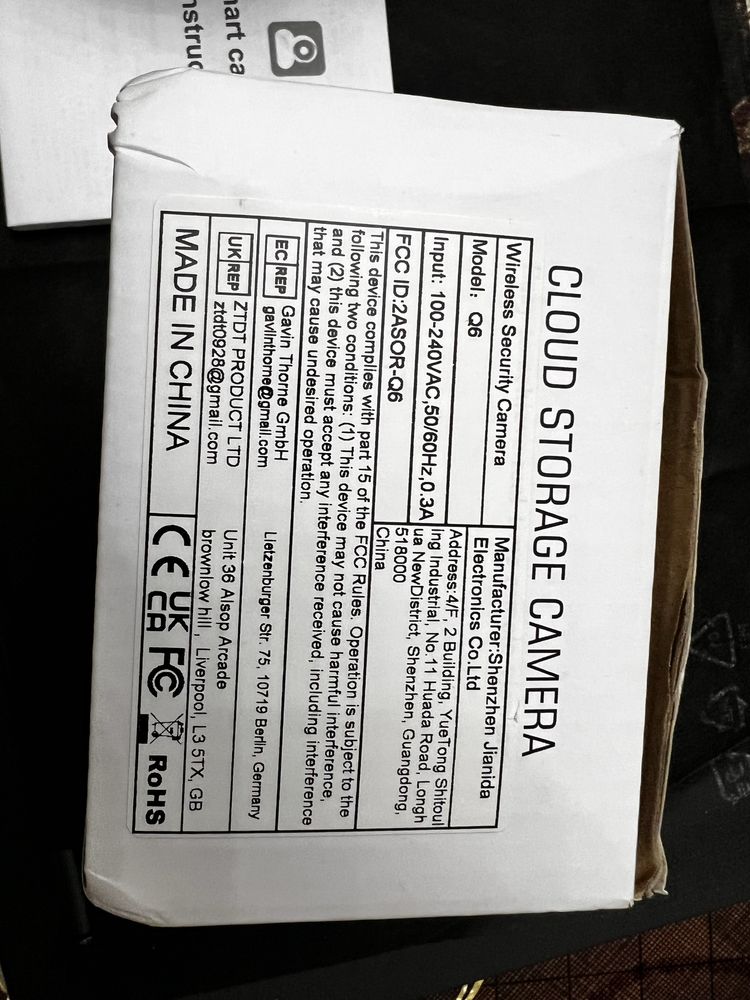 art ca
nstruc
CLOUD STORAGE CAMERA
Wireless Security Camera
Model: Q6
Input: 100-240VAC,50/60Hz,0.3A
FCC ID:2ASOR-Q6
Manufacturer:Shenzhen Jianida
Electronics Co.Ltd
Address:4/F, 2 Building, YueTong Shitoul
ing Industrial, No.11 Huada Road, Longh
ua NewDistrict, Shenzhen, Guangdong,
518000
China
This device complies with part 15 of the FCC Rules. Operation is subject to the
following two conditions: (1) This device may not cause harmful interference,
and (2) this device must accept any interference received, including interference
that may cause undesired operation.
EC REP
Gavin Thorne GmbH
gavilnthorne@gmail.com
Lietzenburger Str. 75, 10719 Berlin, Germany
UK REP
ZTDT PRODUCT LTD
ztdt0928@gmail.com
Unit 36 Alsop Arcade
brownlow hill , Liverpool, L3 5TX, GB
MADE IN CHINA
CE UK CA FC RoHS